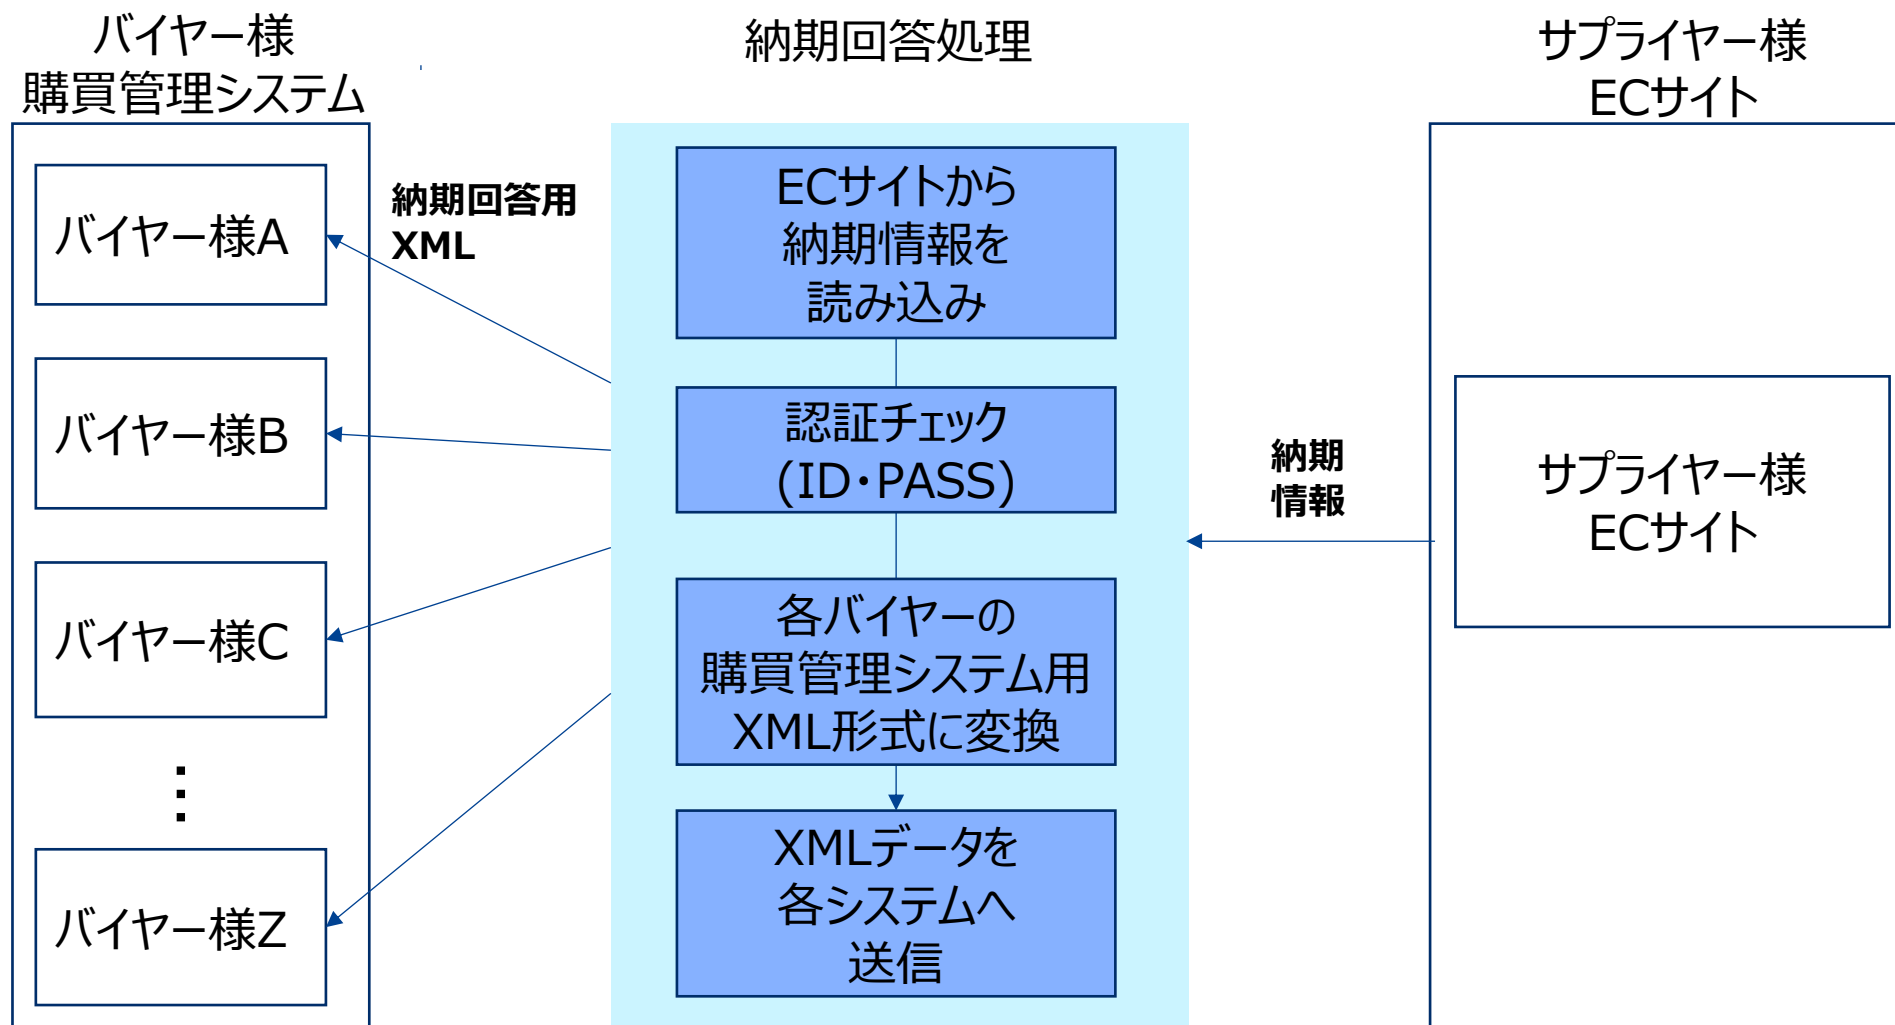 バイヤー様
購買管理システム
バイヤー様A
バイヤー様B
バイヤー様C
⋮
バイヤー様Z
納期回答用
XML
納期回答処理
ECサイトから
納期情報を
読み込み
認証チェック
(ID・PASS)
各バイヤーの
購買管理システム用
XML形式に変換
XMLデータを
各システムへ
送信
納期
情報
サプライヤー様
ECサイト
サプライヤー様
ECサイト